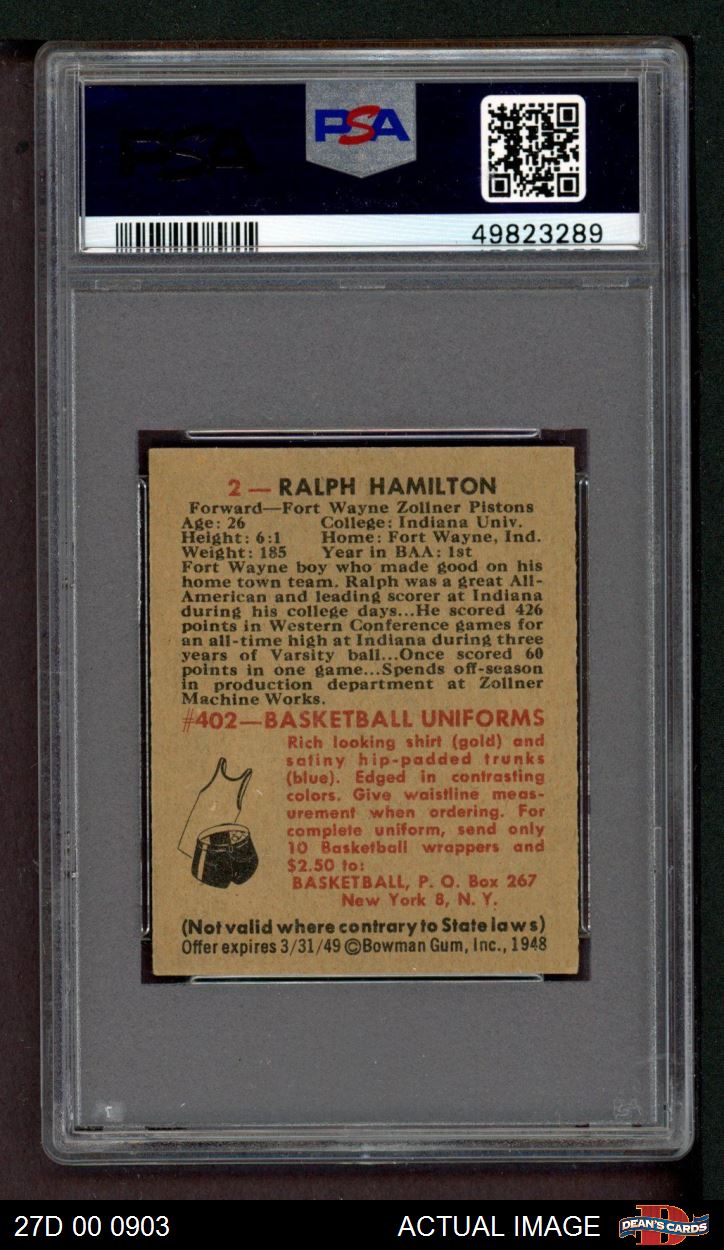 PSA
PSA
49823289
2 — RALPH HAMILTON
Forward—Fort Wayne Zollner Pistons
Age: 26 College: Indiana Univ.
Height: 6:1 Home: Fort Wayne, Ind.
Weight: 185 Year in BAA: 1st
Fort Wayne boy who made good on his
home town team. Ralph was a great All-
American and leading scorer at Indiana
during his college days...He scored 426
points in Western Conference games for
an all-time high at Indiana during three
years of Varsity ball...Once scored 60
points in one game...Spends off-season
in production department at Zollner
Machine Works.
#402—BASKETBALL UNIFORMS
Rich looking shirt (gold) and
satiny hip-padded trunks
(blue). Edged in contrasting
colors. Give waistline meas-
urement when ordering. For
complete uniform, send only
10 Basketball wrappers and
$2.50 to:
BASKETBALL, P. O. Box 267
New York 8, N. Y.
(Not valid where contrary to State laws)
Offer expires 3/31/49 ©Bowman Gum, Inc., 1948
27D 00 0903
ACTUAL IMAGE
DEAN'S CARDS